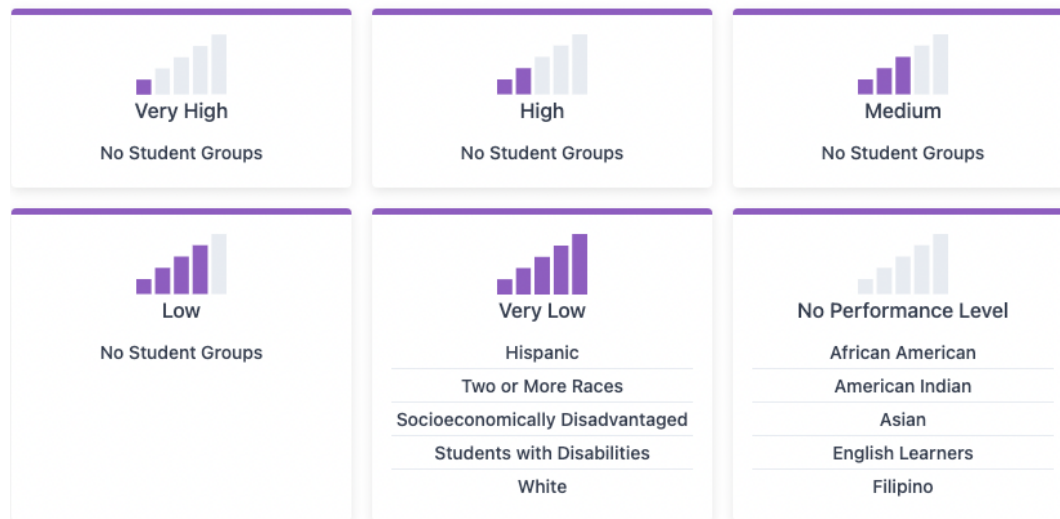 Very High
No Student Groups
High
No Student Groups
Medium
No Student Groups
Low
No Student Groups
Very Low
Hispanic
Two or More Races
Socioeconomically Disadvantaged
Students with Disabilities
White
No Performance Level
African American
American Indian
Asian
English Learners
Filipino